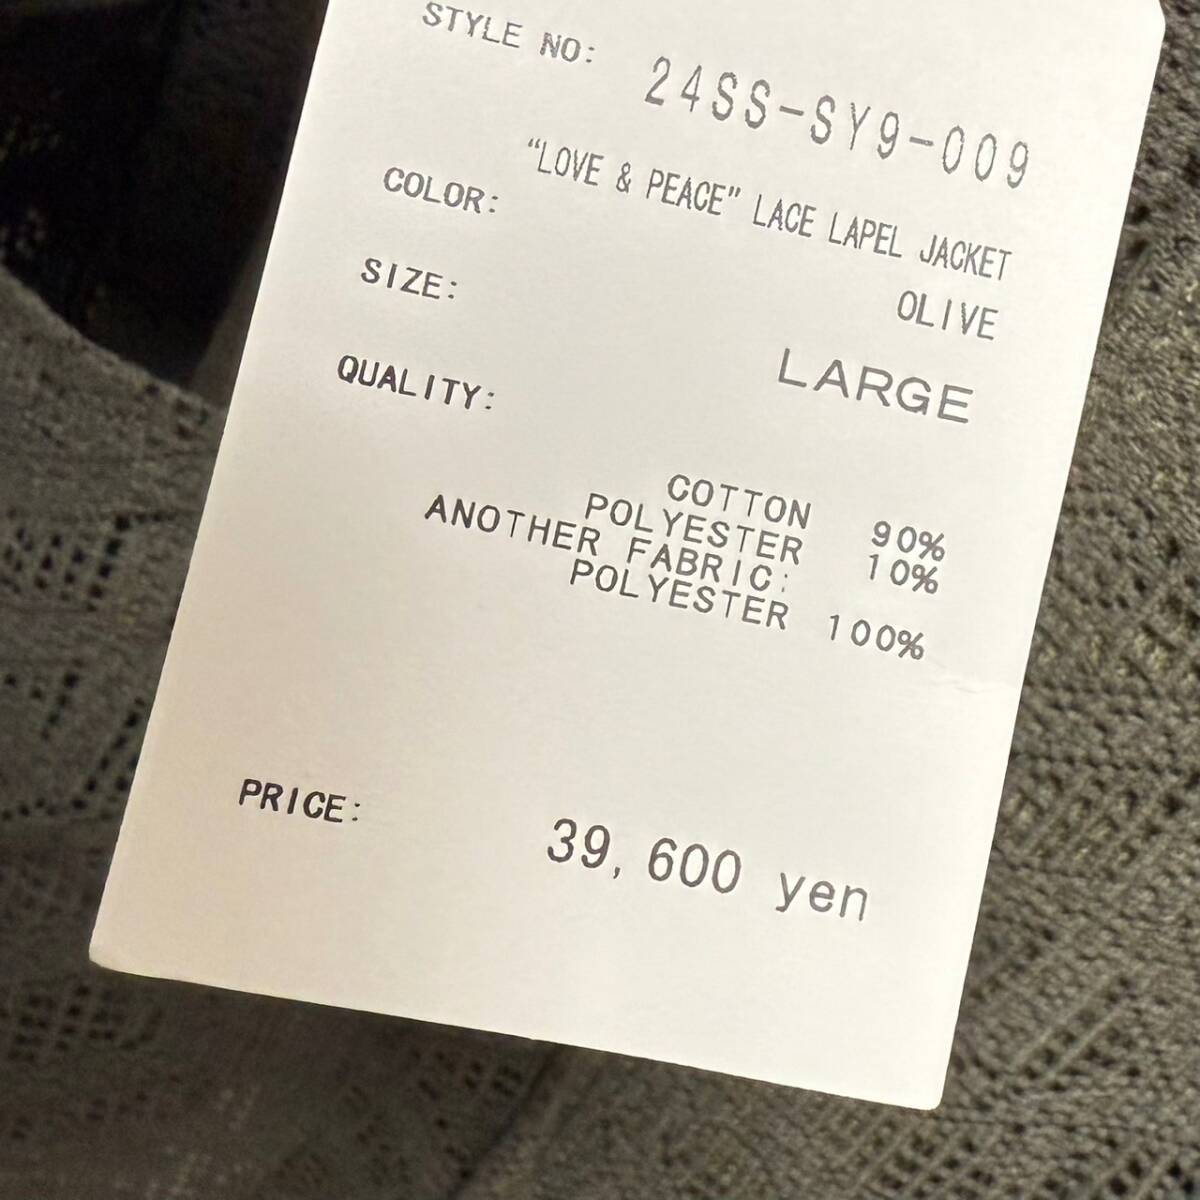 STYLE NO: 24SS-SY9-009
"LOVE & PEACE" LACE LAPEL JACKET
COLOR: OLIVE
SIZE: LARGE
QUALITY:
COTTON 90%
POLYESTER 10%
ANOTHER FABRIC:
POLYESTER 100%
PRICE: 39,600 yen